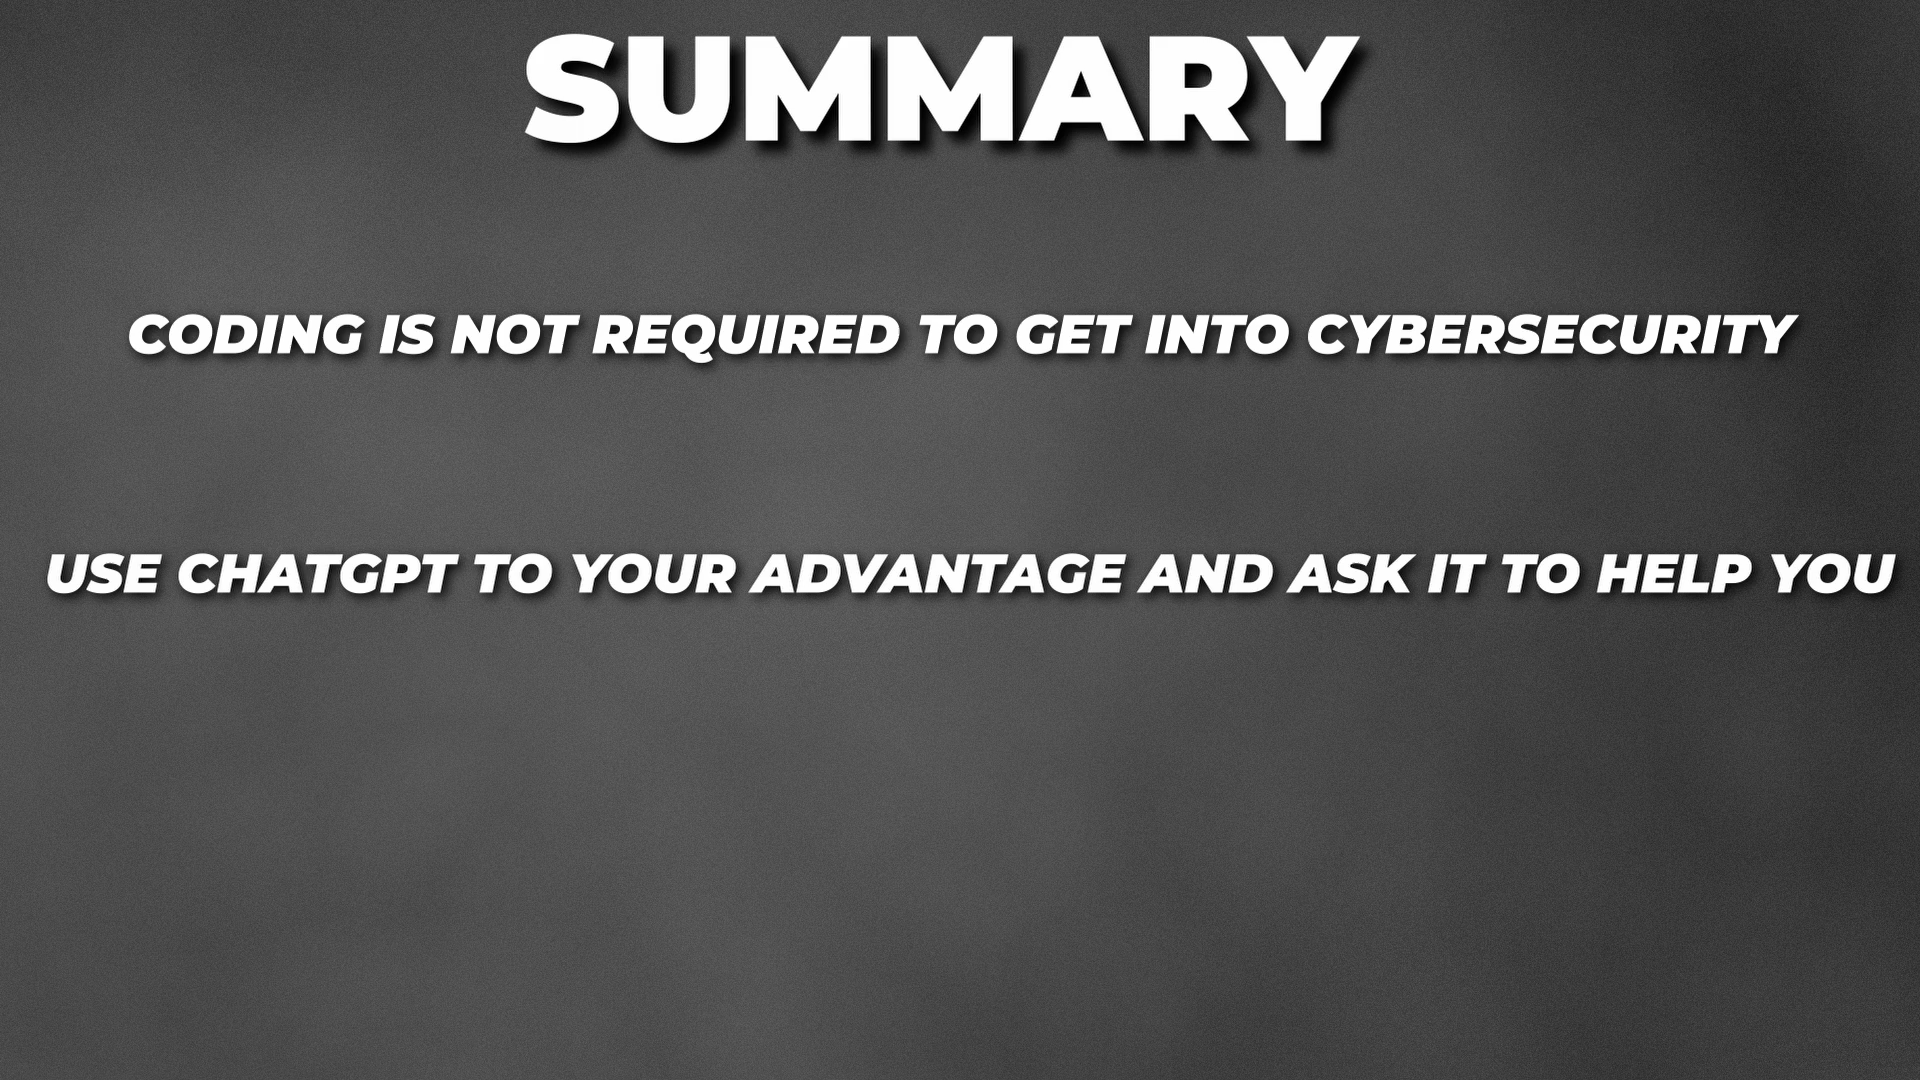 SUMMARY
CODING IS NOT REQUIRED TO GET INTO CYBERSECURITY
USE CHATGPT TO YOUR ADVANTAGE AND ASK IT TO HELP YOU